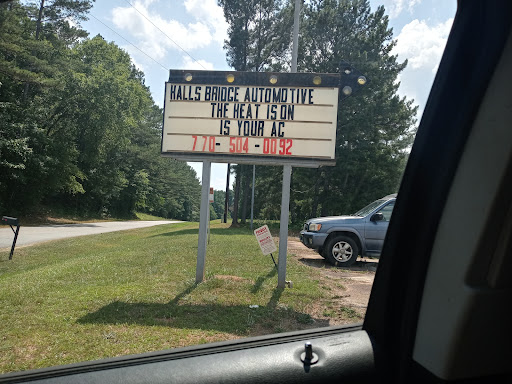 HALLS BRIDGE AUTOMOTIVE
THE HEAT IS ON
IS YOUR AC
770-504-0092